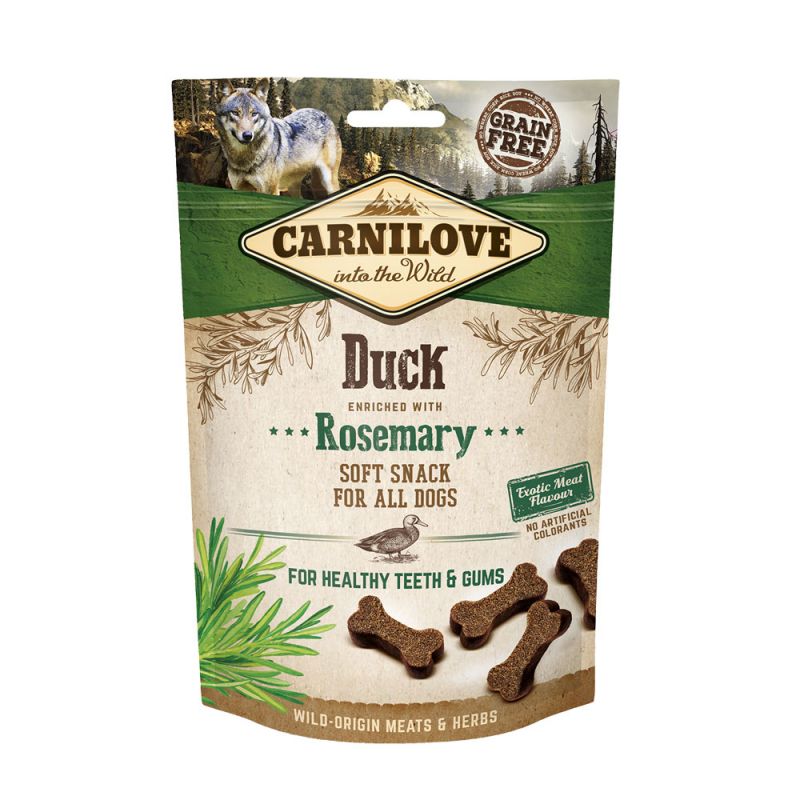 GRAIN
FREE
CARNILOVE
into the Wild
Duck
ENRICHED WITH
Rosemary
SOFT SNACK
FOR ALL DOGS
Exotic Meat
Flavour
NO ARTIFICIAL
COLORANTS
FOR HEALTHY TEETH & GUMS
WILD-ORIGIN MEATS & HERBS